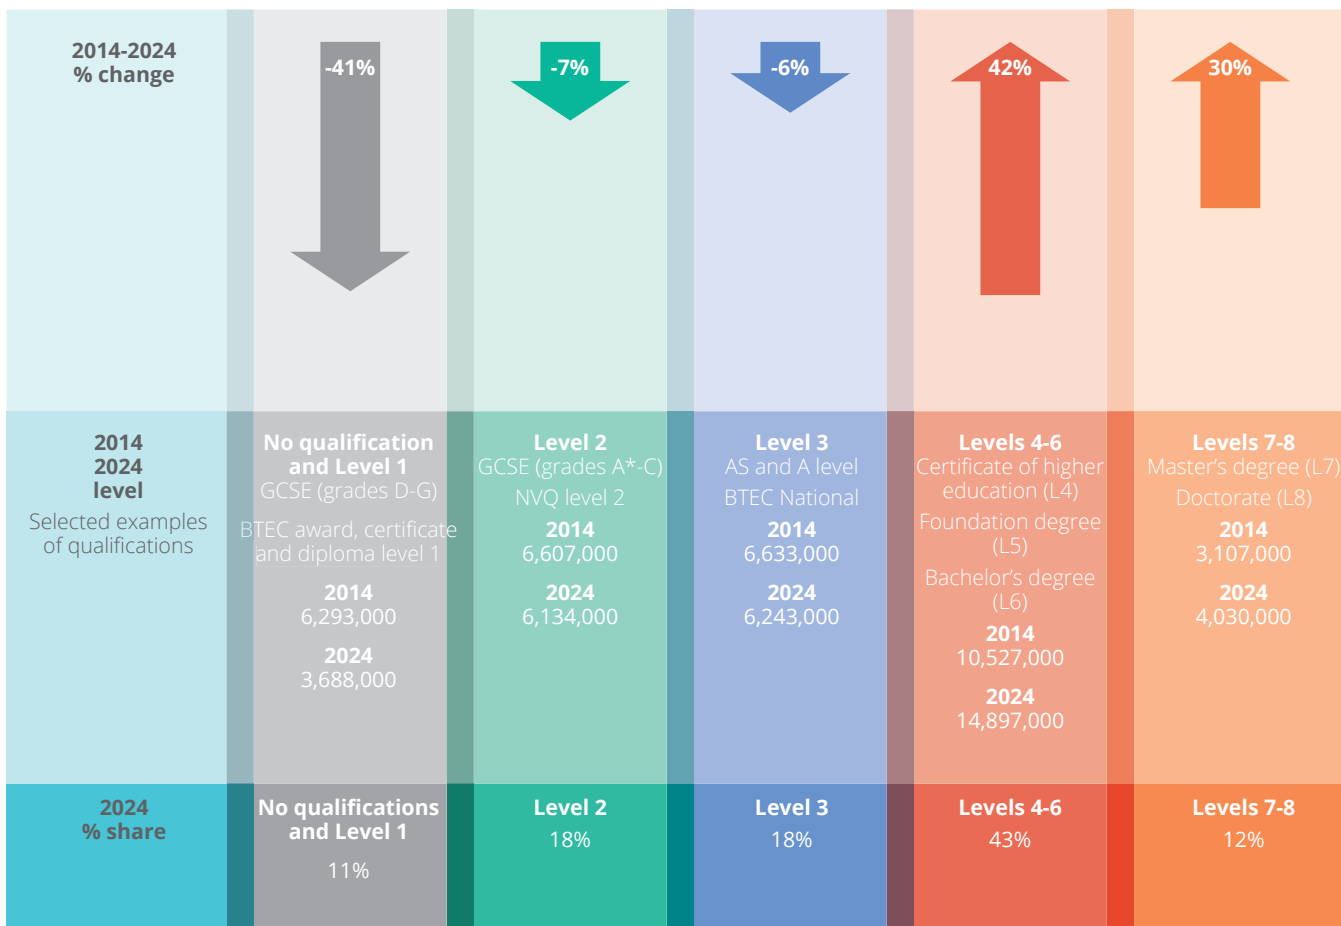 2014-2024
% change
-41%
-7%
-6%
42%
30%
2014
2024
level
Selected examples
of qualifications
No qualification
and Level 1
GCSE (grades D-G)
BTEC award, certificate
and diploma level 1
2014
6,293,000
2024
3,688,000
Level 2
GCSE (grades A*-C)
NVQ level 2
2014
6,607,000
2024
6,134,000
Level 3
AS and A level
BTEC National
2014
6,633,000
2024
6,243,000
Levels 4-6
Certificate of higher
education (L4)
Foundation degree
(L5)
Bachelor’s degree
(L6)
2014
10,527,000
2024
14,897,000
Levels 7-8
Master’s degree (L7)
Doctorate (L8)
2014
3,107,000
2024
4,030,000
2024
% share
No qualifications
and Level 1
11%
Level 2
18%
Level 3
18%
Levels 4-6
43%
Levels 7-8
12%